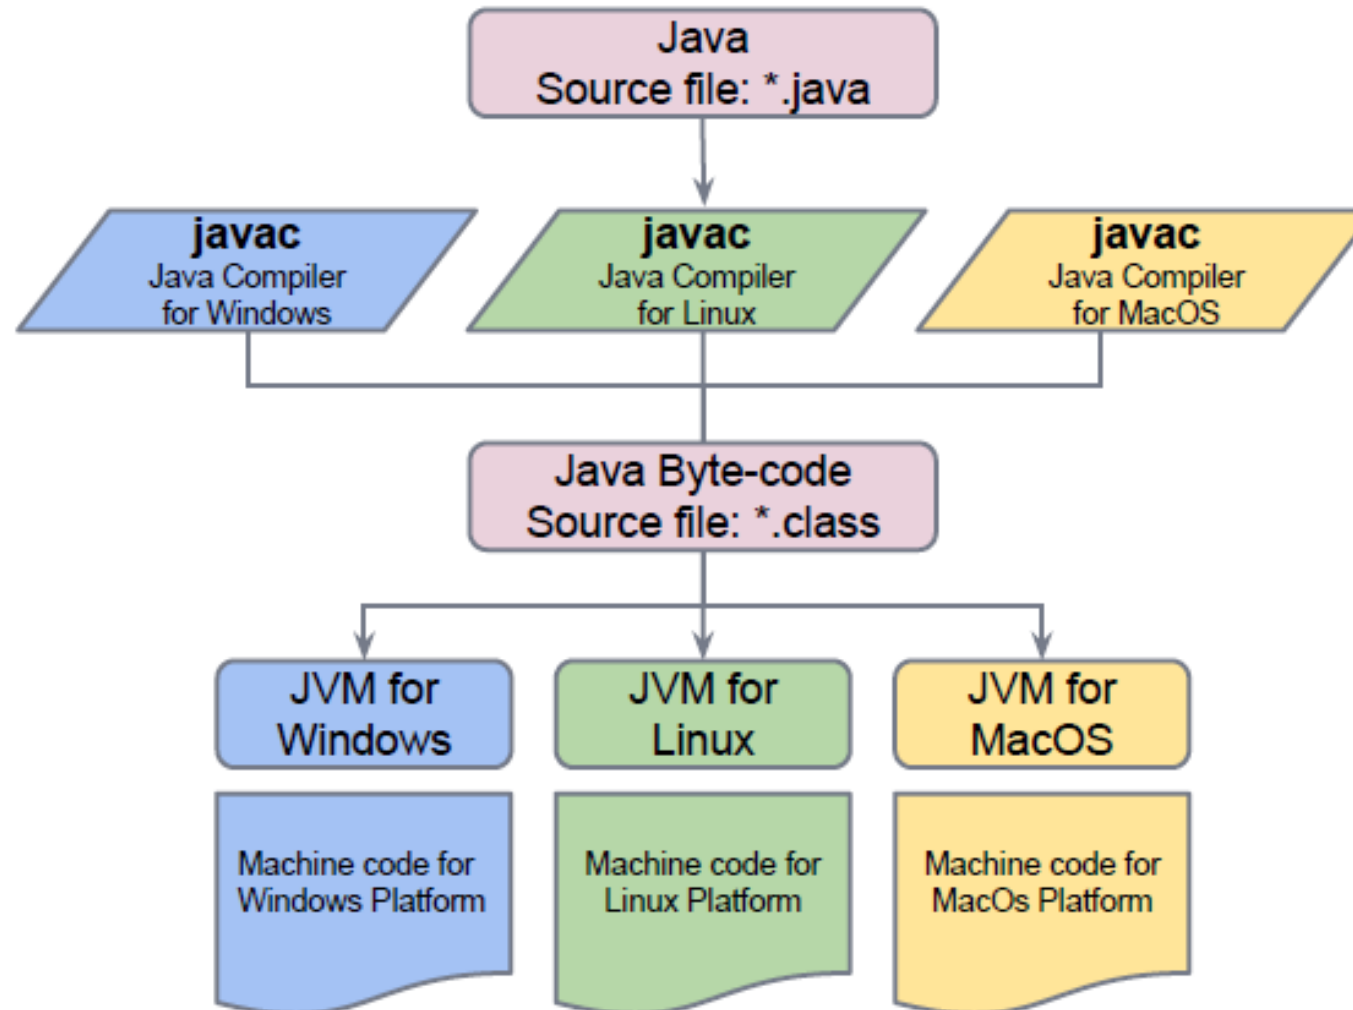 Java
Source file: *.java
javac
Java Compiler
for Windows
javac
Java Compiler
for Linux
javac
Java Compiler
for MacOS
Java Byte-code
Source file: *.class
JVM for
Windows
JVM for
Linux
JVM for
MacOS
Machine code for
Windows Platform
Machine code for
Linux Platform
Machine code for
MacOs Platform